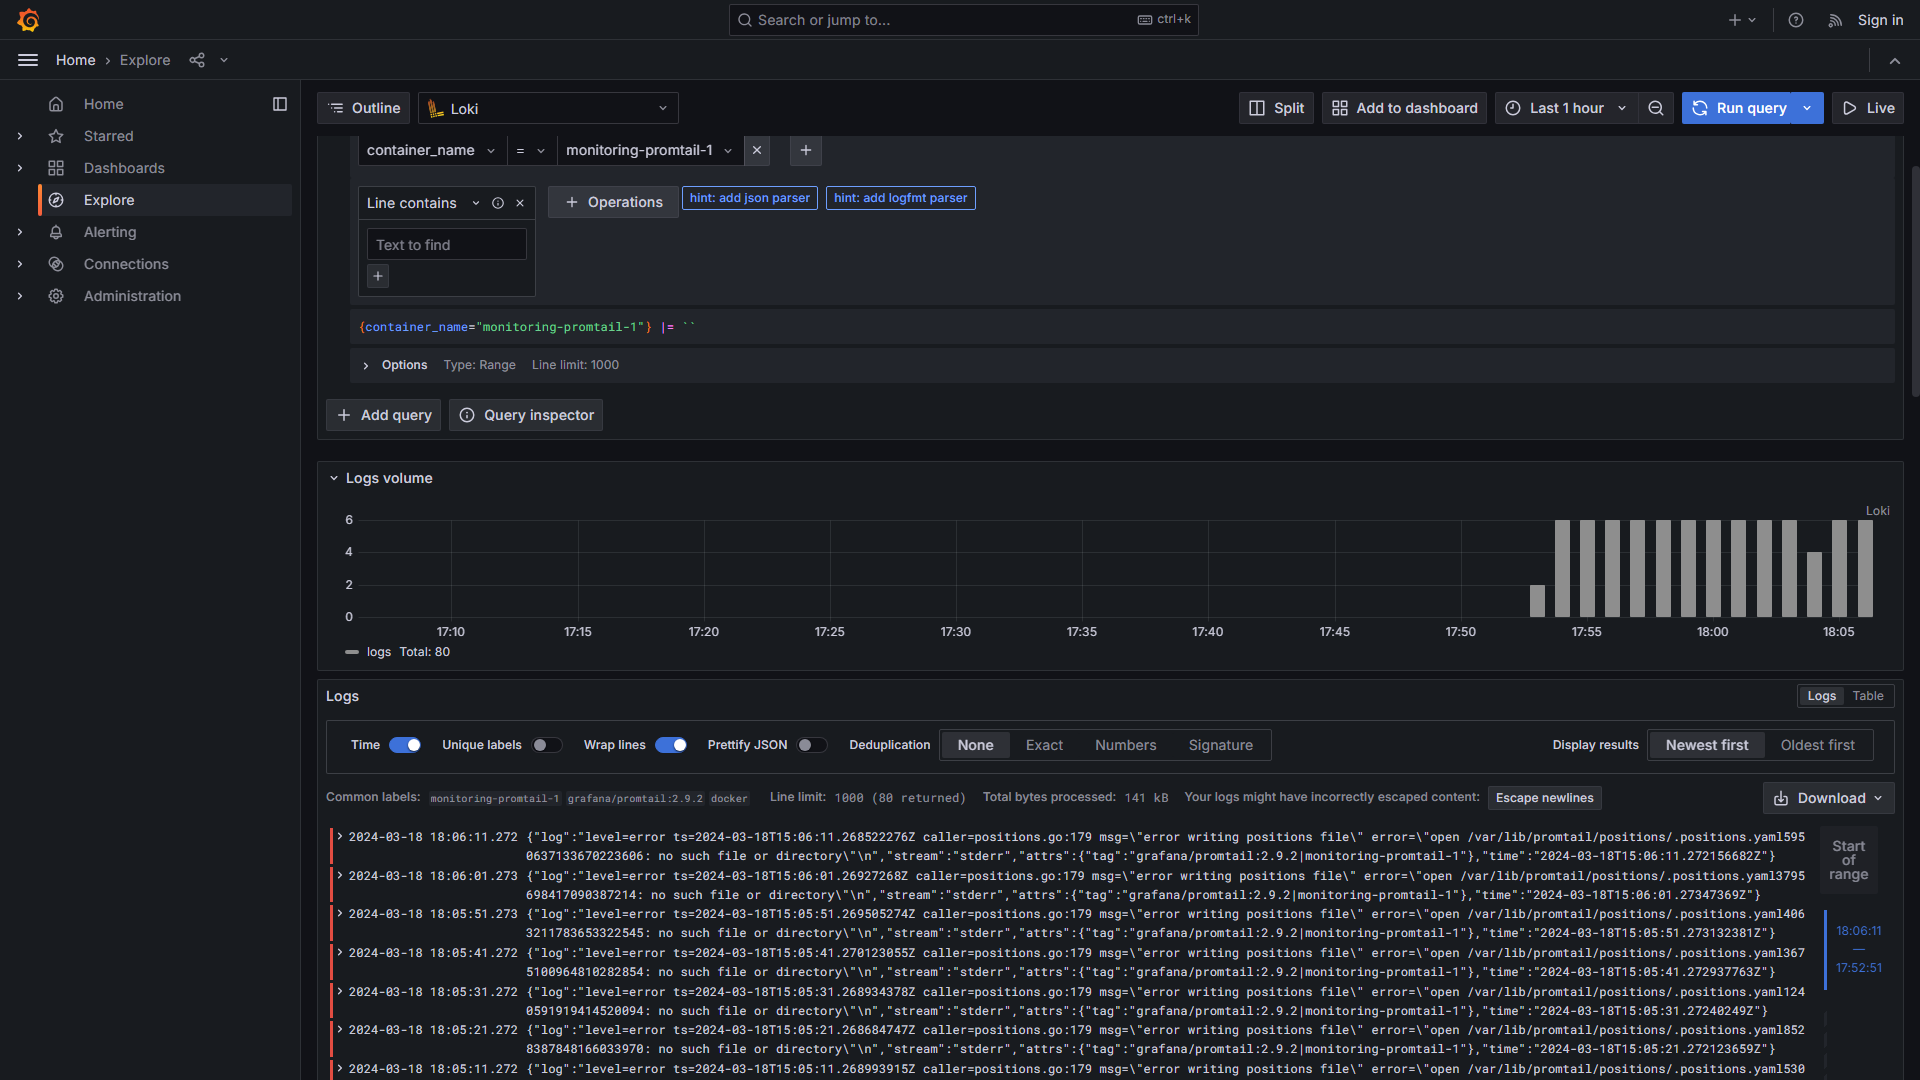 Search or jump to...
ctrl+k
Sign in
Home › Explore
Home
Starred
Dashboards
Explore
Alerting
Connections
Administration
Outline
Loki
Split
Add to dashboard
Last 1 hour
Run query
Live
container_name
=
monitoring-promtail-1
Line contains
Operations
hint: add json parser
hint: add logfmt parser
Text to find
{container_name="monitoring-promtail-1"} |= ``
Options Type: Range Line limit: 1000
Add query
Query inspector
Logs volume
Loki
6
4
2
0
17:10 17:15 17:20 17:25 17:30 17:35 17:40 17:45 17:50 17:55 18:00 18:05
logs Total: 80
Logs
Logs Table
Time Unique labels Wrap lines Prettify JSON Deduplication None Exact Numbers Signature Display results Newest first Oldest first
Common labels: monitoring-promtail-1 grafana/promtail:2.9.2 docker Line limit: 1000 (80 returned) Total bytes processed: 141 kB Your logs might have incorrectly escaped content: Escape newlines Download
2024-03-18 18:06:11.272 {"log":"level=error ts=2024-03-18T15:06:11.268522276Z caller=positions.go:179 msg=\"error writing positions file\" error=\"open /var/lib/promtail/positions/.positions.yaml595
0637133670223606: no such file or directory\"\n","stream":"stderr","attrs":{"tag":"grafana/promtail:2.9.2|monitoring-promtail-1"},"time":"2024-03-18T15:06:11.272156682Z"}
2024-03-18 18:06:01.273 {"log":"level=error ts=2024-03-18T15:06:01.26927268Z caller=positions.go:179 msg=\"error writing positions file\" error=\"open /var/lib/promtail/positions/.positions.yaml3795
698417090387214: no such file or directory\"\n","stream":"stderr","attrs":{"tag":"grafana/promtail:2.9.2|monitoring-promtail-1"},"time":"2024-03-18T15:06:01.27347369Z"}
2024-03-18 18:05:51.273 {"log":"level=error ts=2024-03-18T15:05:51.269505274Z caller=positions.go:179 msg=\"error writing positions file\" error=\"open /var/lib/promtail/positions/.positions.yaml406
3211783653322545: no such file or directory\"\n","stream":"stderr","attrs":{"tag":"grafana/promtail:2.9.2|monitoring-promtail-1"},"time":"2024-03-18T15:05:51.273132381Z"}
2024-03-18 18:05:41.272 {"log":"level=error ts=2024-03-18T15:05:41.270123055Z caller=positions.go:179 msg=\"error writing positions file\" error=\"open /var/lib/promtail/positions/.positions.yaml367
5100964810282854: no such file or directory\"\n","stream":"stderr","attrs":{"tag":"grafana/promtail:2.9.2|monitoring-promtail-1"},"time":"2024-03-18T15:05:41.272937763Z"}
2024-03-18 18:05:31.272 {"log":"level=error ts=2024-03-18T15:05:31.268934378Z caller=positions.go:179 msg=\"error writing positions file\" error=\"open /var/lib/promtail/positions/.positions.yaml124
0591919414520094: no such file or directory\"\n","stream":"stderr","attrs":{"tag":"grafana/promtail:2.9.2|monitoring-promtail-1"},"time":"2024-03-18T15:05:31.27240249Z"}
2024-03-18 18:05:21.272 {"log":"level=error ts=2024-03-18T15:05:21.268684747Z caller=positions.go:179 msg=\"error writing positions file\" error=\"open /var/lib/promtail/positions/.positions.yaml852
8387848166033970: no such file or directory\"\n","stream":"stderr","attrs":{"tag":"grafana/promtail:2.9.2|monitoring-promtail-1"},"time":"2024-03-18T15:05:21.272123659Z"}
2024-03-18 18:05:11.272 {"log":"level=error ts=2024-03-18T15:05:11.268993915Z caller=positions.go:179 msg=\"error writing positions file\" error=\"open /var/lib/promtail/positions/.positions.yaml530
Start
of
range
18:06:11
—
17:52:51